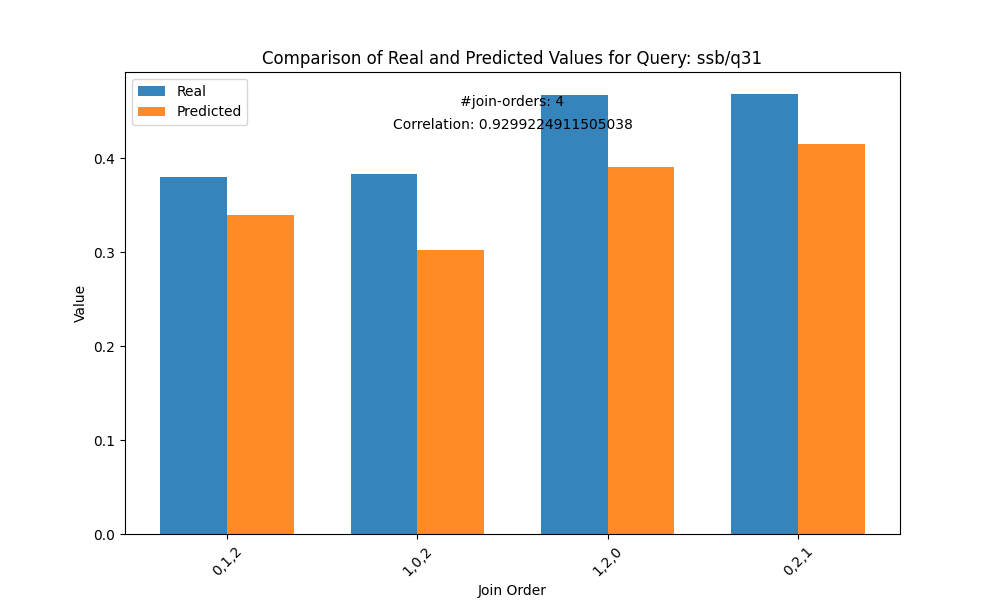 Comparison of Real and Predicted Values for Query: ssb/q31
Real
Predicted
#join-orders: 4
Correlation: 0.9299224911505038
Value
0.4
0.3
0.2
0.1
0.0
0,1,2
1,0,2
1,2,0
0,2,1
Join Order